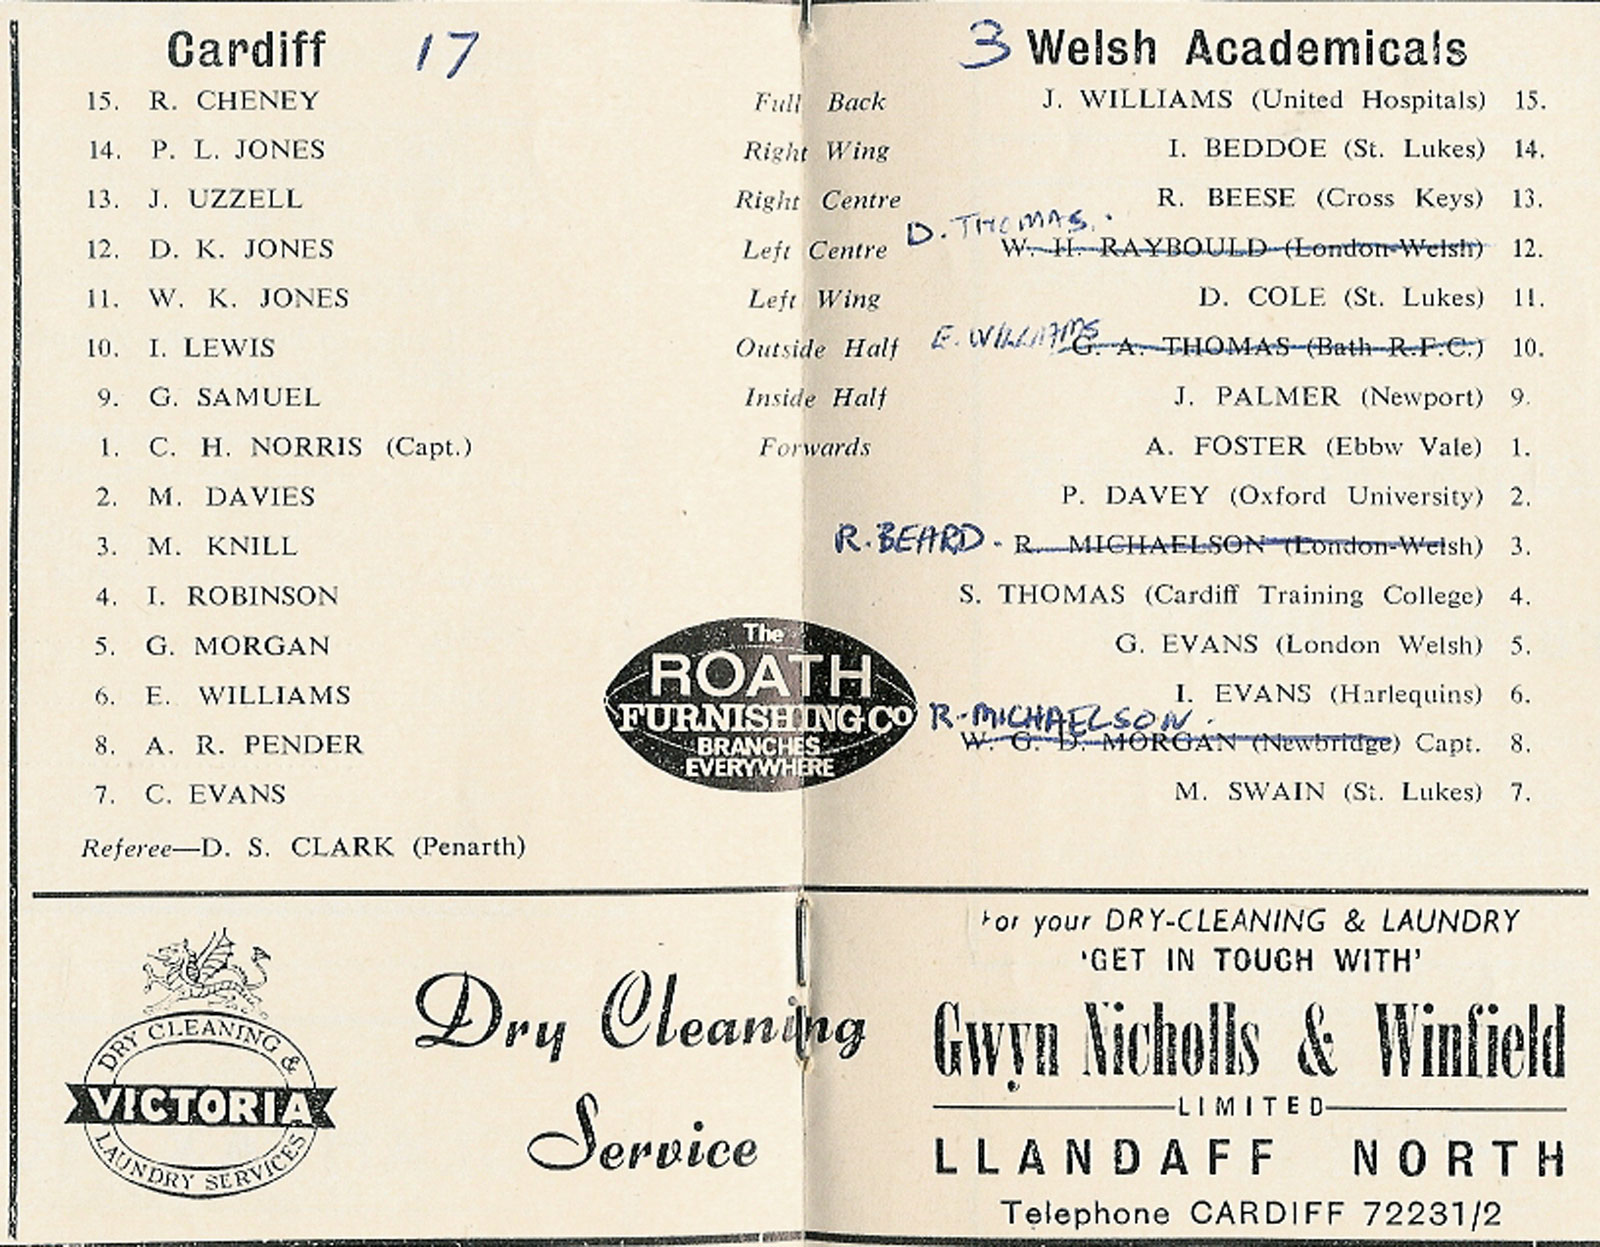 Cardiff 17
3 Welsh Academicals
15. R. CHENEY Full Back J. WILLIAMS (United Hospitals) 15.
14. P. L. JONES Right Wing I. BEDDOE (St. Lukes) 14.
13. J. UZZELL Right Centre R. BEESE (Cross Keys) 13.
D. THOMAS.
12. D. K. JONES Left Centre W. H. RAYBOULD (London-Welsh) 12.
11. W. K. JONES Left Wing D. COLE (St. Lukes) 11.
E. WILLIAMS
10. I. LEWIS Outside Half G. A. THOMAS (Bath R.F.C.) 10.
9. G. SAMUEL Inside Half J. PALMER (Newport) 9.
1. C. H. NORRIS (Capt.) Forwards A. FOSTER (Ebbw Vale) 1.
2. M. DAVIES P. DAVEY (Oxford University) 2.
3. M. KNILL R. BEARD - R. MICHAELSON (London-Welsh) 3.
4. I. ROBINSON S. THOMAS (Cardiff Training College) 4.
5. G. MORGAN G. EVANS (London Welsh) 5.
6. E. WILLIAMS I. EVANS (Harlequins) 6.
R. MICHAELSON.
8. A. R. PENDER W. G. D. MORGAN (Newbridge) Capt. 8.
7. C. EVANS M. SWAIN (St. Lukes) 7.
Referee—D. S. CLARK (Penarth)
The
ROATH
FURNISHING CO
BRANCHES
EVERYWHERE
DRY CLEANING &
VICTORIA
LAUNDRY SERVICES
Dry Cleaning
Service
For your DRY-CLEANING & LAUNDRY
'GET IN TOUCH WITH'
Gwyn Nicholls & Winfield
LIMITED
LLANDAFF NORTH
Telephone CARDIFF 72231/2